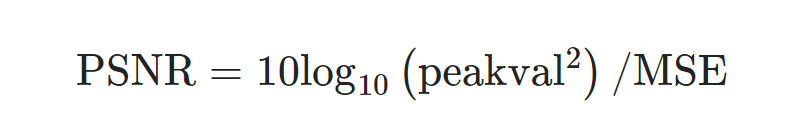 PSNR = 10log₁₀ (peakval²) /MSE